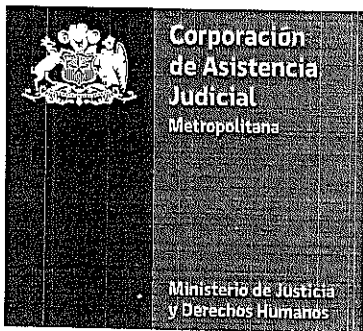 Corporación
de Asistencia
Judicial
Metropolitana
Ministerio de Justicia
y Derechos Humanos